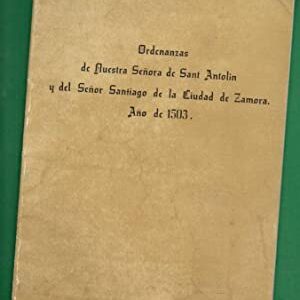 Ordenanzas
de Nuestra Señora de Sant Antolin
y del Señor Santiago de la Ciudad de Zamora.
Año de 1503.